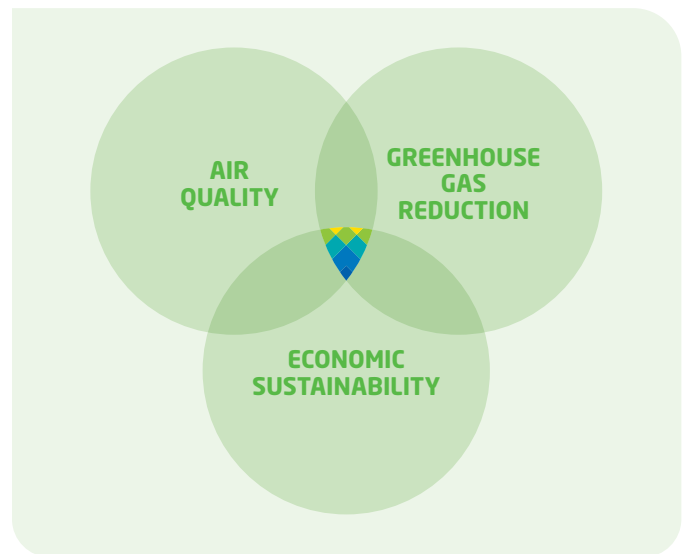 AIR
QUALITY
GREENHOUSE
GAS
REDUCTION
ECONOMIC
SUSTAINABILITY